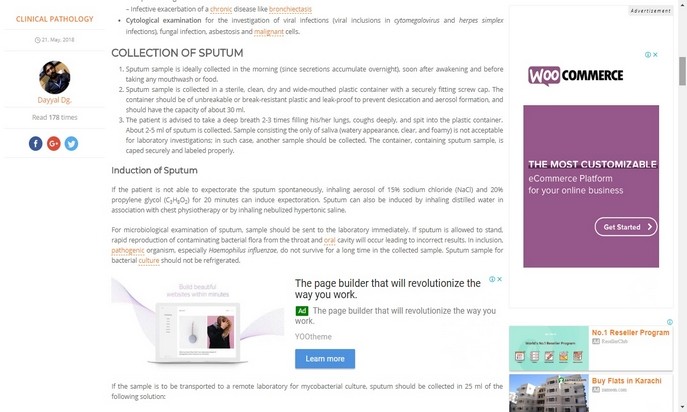 CLINICAL PATHOLOGY
21. May, 2018
Dayyal Dg.
Read 178 times
– infective exacerbation of a chronic disease like bronchiectasis
• Cytological examination for the investigation of viral infections (viral inclusions in cytomegalovirus and herpes simplex
infections), fungal infection, asbestosis and malignant cells.
COLLECTION OF SPUTUM
1. Sputum sample is ideally collected in the morning (since secretions accumulate overnight), soon after awakening and before
taking any mouthwash or food.
2. Sputum sample is collected in a sterile, clean, dry and wide-mouthed plastic container with a securely fitting screw cap. The
container should be of unbreakable or break-resistant plastic and leak-proof to prevent desiccation and aerosol formation, and
should have the capacity of about 30 ml.
3. The patient is advised to take a deep breath 2-3 times filling his/her lungs, coughs deeply, and spit into the plastic container.
About 2-5 ml of sputum is collected. Sample consisting the only of saliva (watery appearance, clear, and foamy) is not acceptable
for laboratory investigations; in such case, another sample should be collected. The container, containing sputum sample, is
caped securely and labeled properly.
Induction of Sputum
If the patient is not able to expectorate the sputum spontaneously, inhaling aerosol of 15% sodium chloride (NaCl) and 20%
propylene glycol (C₃H₈O₂) for 20 minutes can induce expectoration. Sputum can also be induced by inhaling distilled water in
association with chest physiotherapy or by inhaling nebulized hypertonic saline.
For microbiological examination of sputum, sample should be sent to the laboratory immediately. If sputum is allowed to stand,
rapid reproduction of contaminating bacterial flora from the throat and oral cavity will occur leading to incorrect results. In inclusion,
pathogenic organism, especially Haemophilus influenzae, do not survive for a long time in the collected sample. Sputum sample for
bacterial culture should not be refrigerated.
Build beautiful
websites within minutes
The page builder that will revolutionize the
way you work.
Ad The page builder that will revolutionize the way you
work.
YOOtheme
Learn more
If the sample is to be transported to a remote laboratory for mycobacterial culture, sputum should be collected in 25 ml of the
following solution:
Advertisement
WOO COMMERCE
THE MOST CUSTOMIZABLE
eCommerce Platform
for your online business
Get Started
No.1 Reseller Program
Ad
Buy Flats in Karachi
Ad